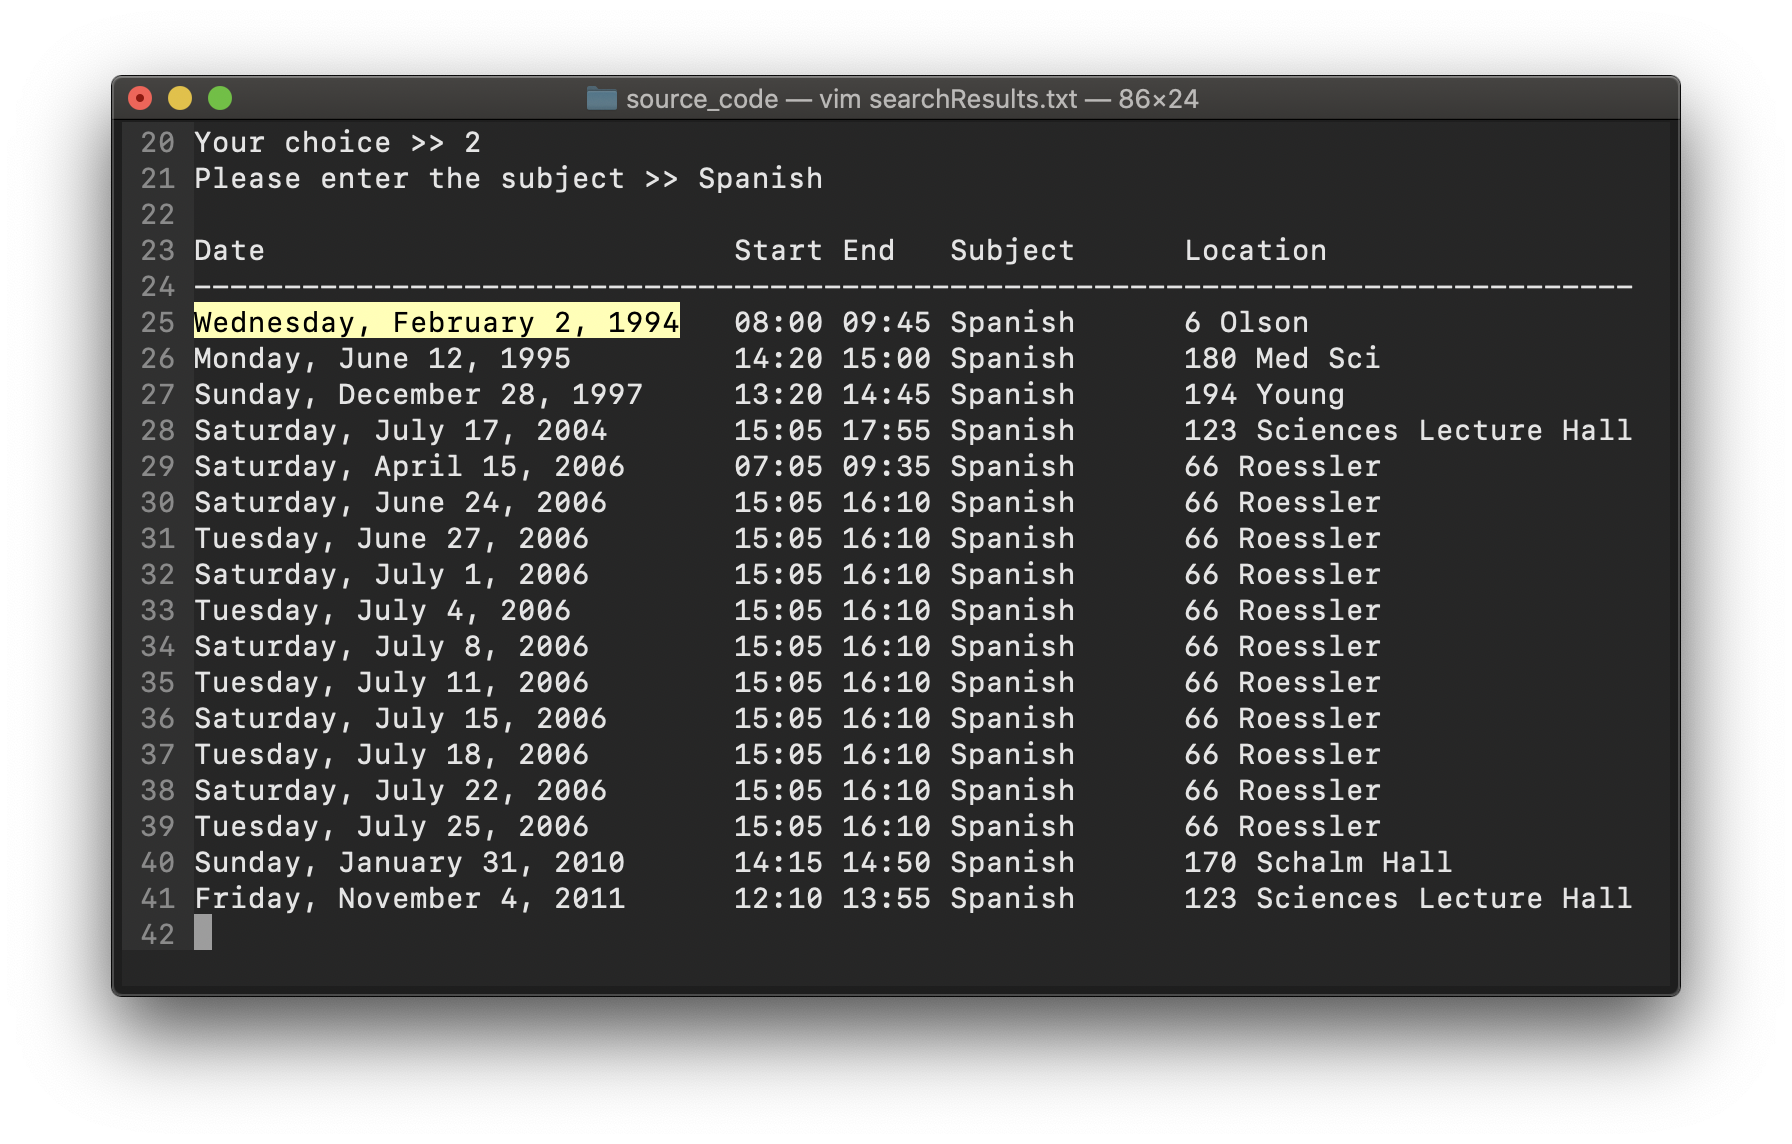 source_code — vim searchResults.txt — 86×24
20 Your choice >> 2
21 Please enter the subject >> Spanish
22
23 Date                          Start End   Subject      Location
24 --------------------------------------------------------------------------------
25 Wednesday, February 2, 1994   08:00 09:45 Spanish      6 Olson
26 Monday, June 12, 1995         14:20 15:00 Spanish      180 Med Sci
27 Sunday, December 28, 1997     13:20 14:45 Spanish      194 Young
28 Saturday, July 17, 2004       15:05 17:55 Spanish      123 Sciences Lecture Hall
29 Saturday, April 15, 2006      07:05 09:35 Spanish      66 Roessler
30 Saturday, June 24, 2006       15:05 16:10 Spanish      66 Roessler
31 Tuesday, June 27, 2006        15:05 16:10 Spanish      66 Roessler
32 Saturday, July 1, 2006        15:05 16:10 Spanish      66 Roessler
33 Tuesday, July 4, 2006         15:05 16:10 Spanish      66 Roessler
34 Saturday, July 8, 2006        15:05 16:10 Spanish      66 Roessler
35 Tuesday, July 11, 2006        15:05 16:10 Spanish      66 Roessler
36 Saturday, July 15, 2006       15:05 16:10 Spanish      66 Roessler
37 Tuesday, July 18, 2006        15:05 16:10 Spanish      66 Roessler
38 Saturday, July 22, 2006       15:05 16:10 Spanish      66 Roessler
39 Tuesday, July 25, 2006        15:05 16:10 Spanish      66 Roessler
40 Sunday, January 31, 2010      14:15 14:50 Spanish      170 Schalm Hall
41 Friday, November 4, 2011      12:10 13:55 Spanish      123 Sciences Lecture Hall
42